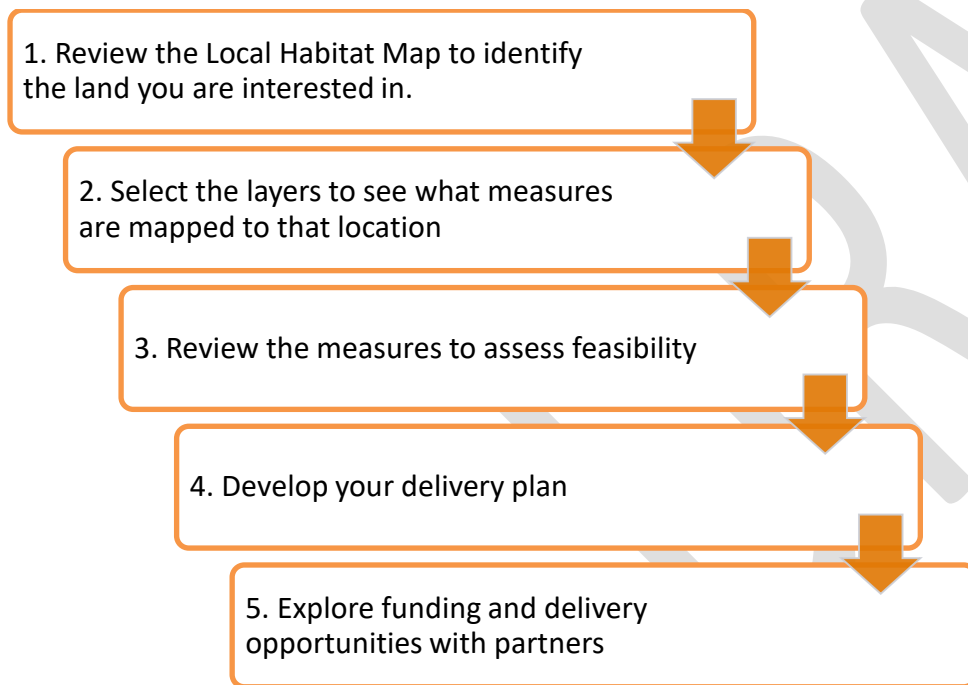 1. Review the Local Habitat Map to identify
the land you are interested in.
2. Select the layers to see what measures
are mapped to that location
3. Review the measures to assess feasibility
4. Develop your delivery plan
5. Explore funding and delivery
opportunities with partners